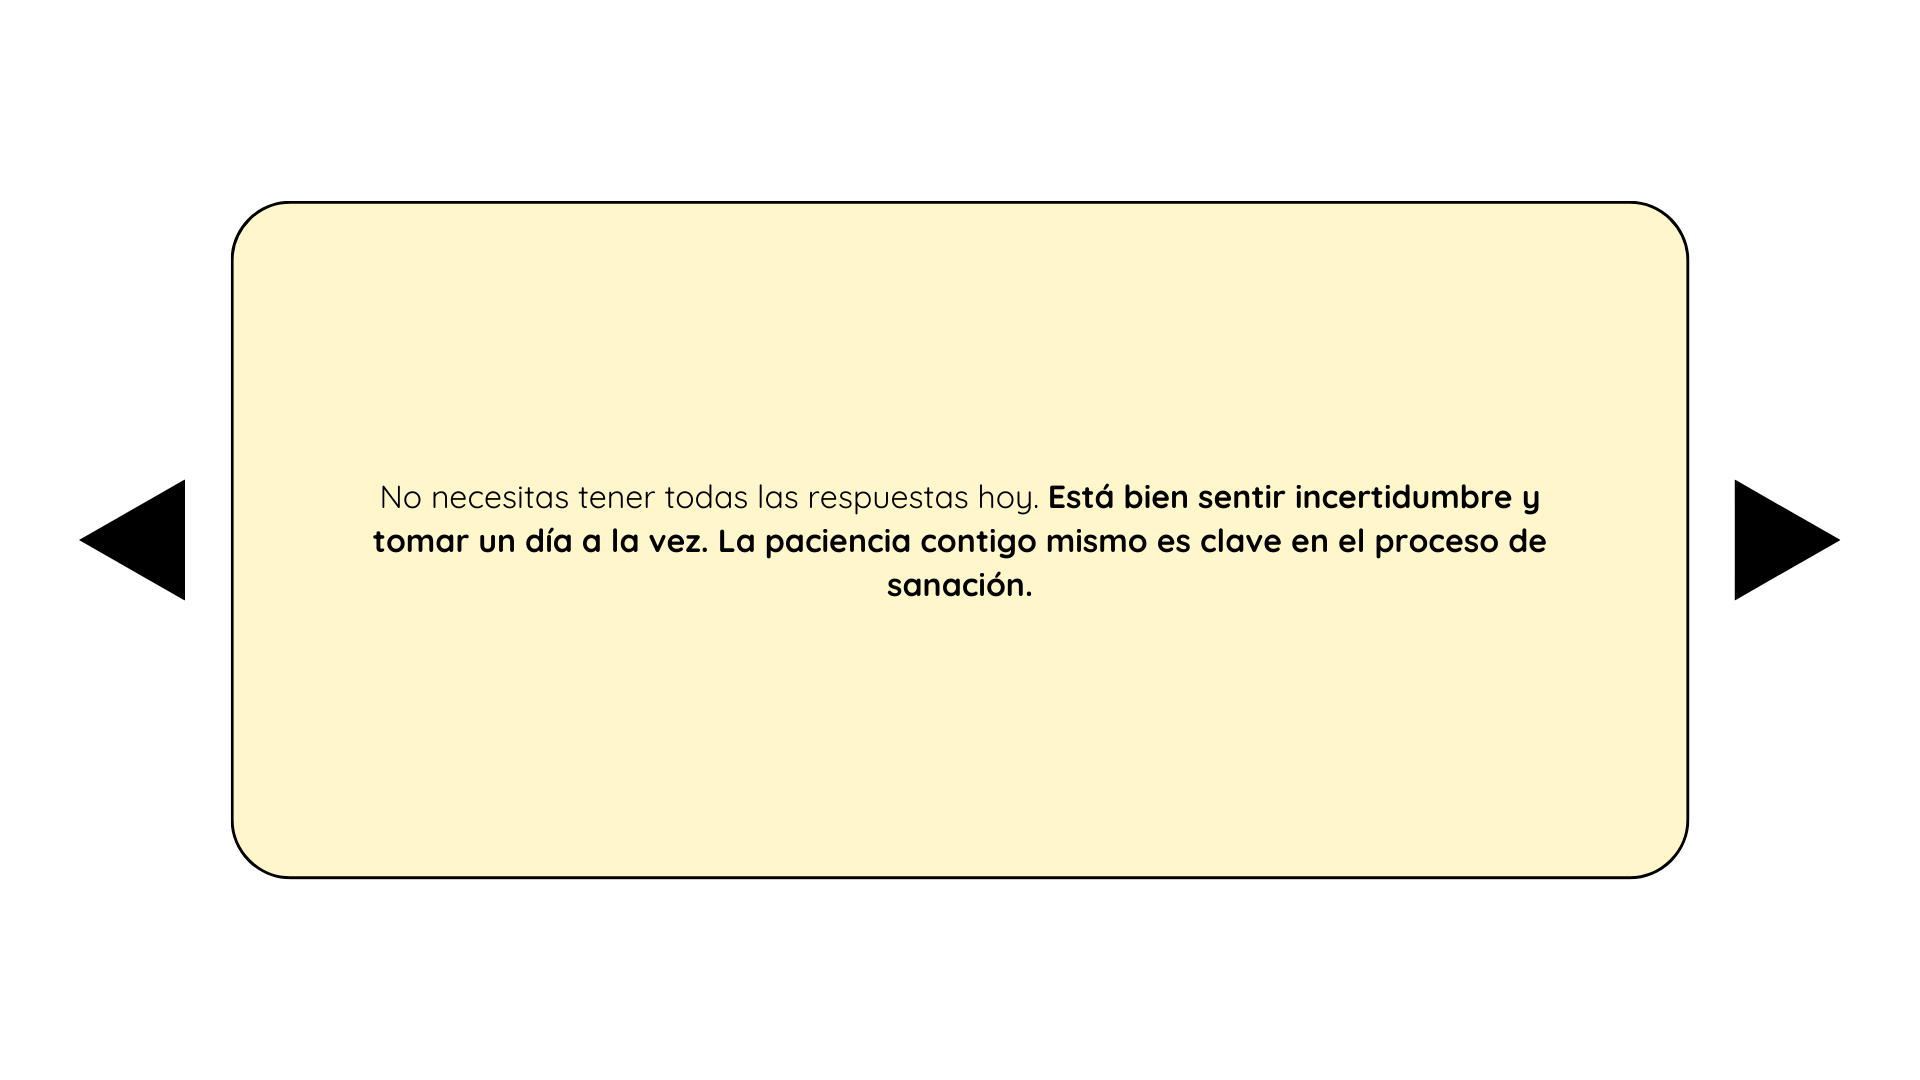 No necesitas tener todas las respuestas hoy. Está bien sentir incertidumbre y
tomar un día a la vez. La paciencia contigo mismo es clave en el proceso de
sanación.